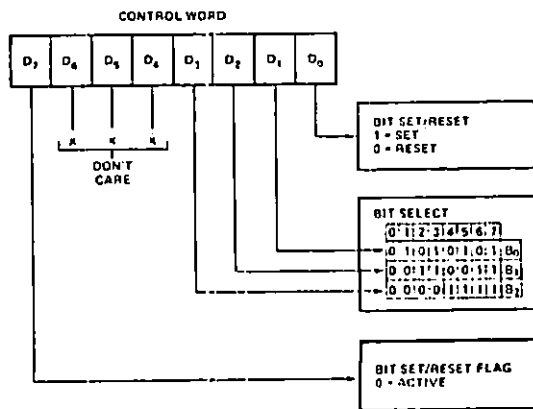 CONTROL WORD
D7 D6 D5 D4 D3 D2 D1 D0
X X X
DON'T
CARE
BIT SET/RESET
1 = SET
0 = RESET
BIT SELECT
0 1 2 3 4 5 6 7
0 1 0 1 0 1 0 1 B0
0 0 1 1 0 0 1 1 B1
0 0 0 0 1 1 1 1 B2
BIT SET/RESET FLAG
0 = ACTIVE